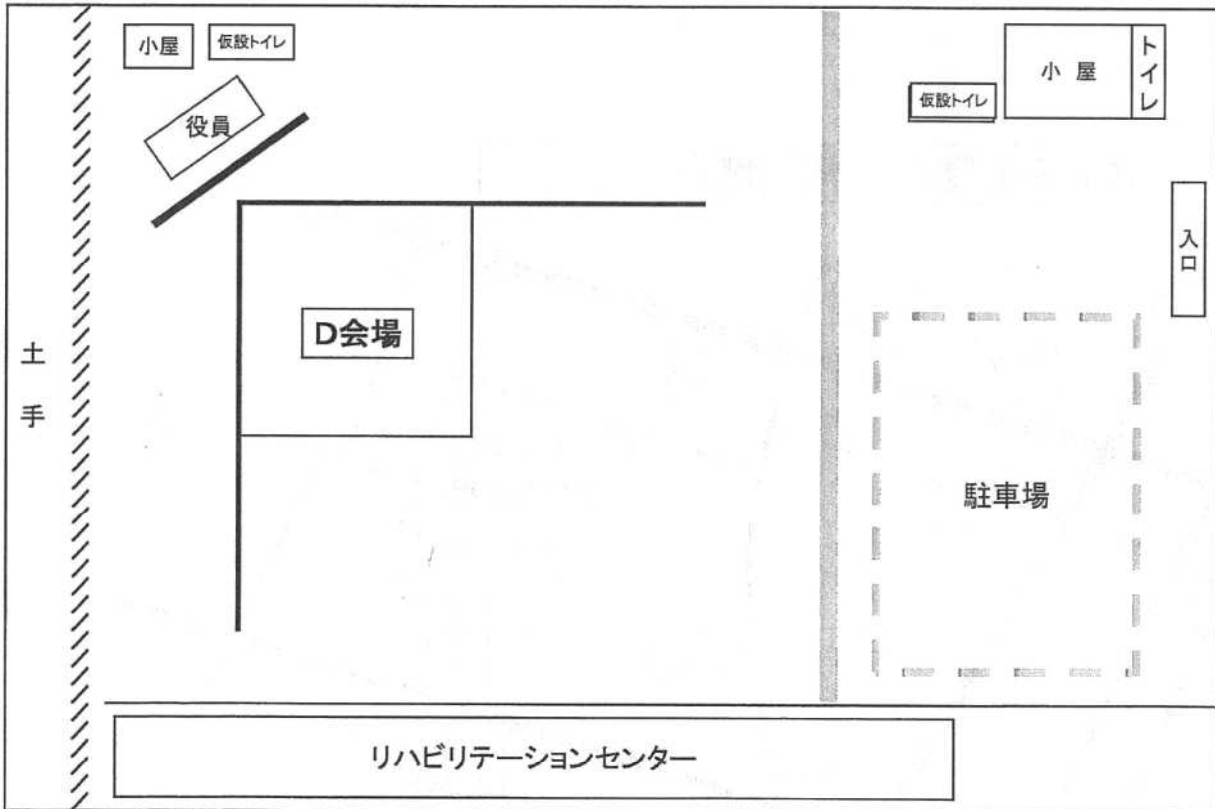 小屋
仮設トイレ
役員
D会場
土手
小 屋
トイレ
仮設トイレ
入口
駐車場
リハビリテーションセンター